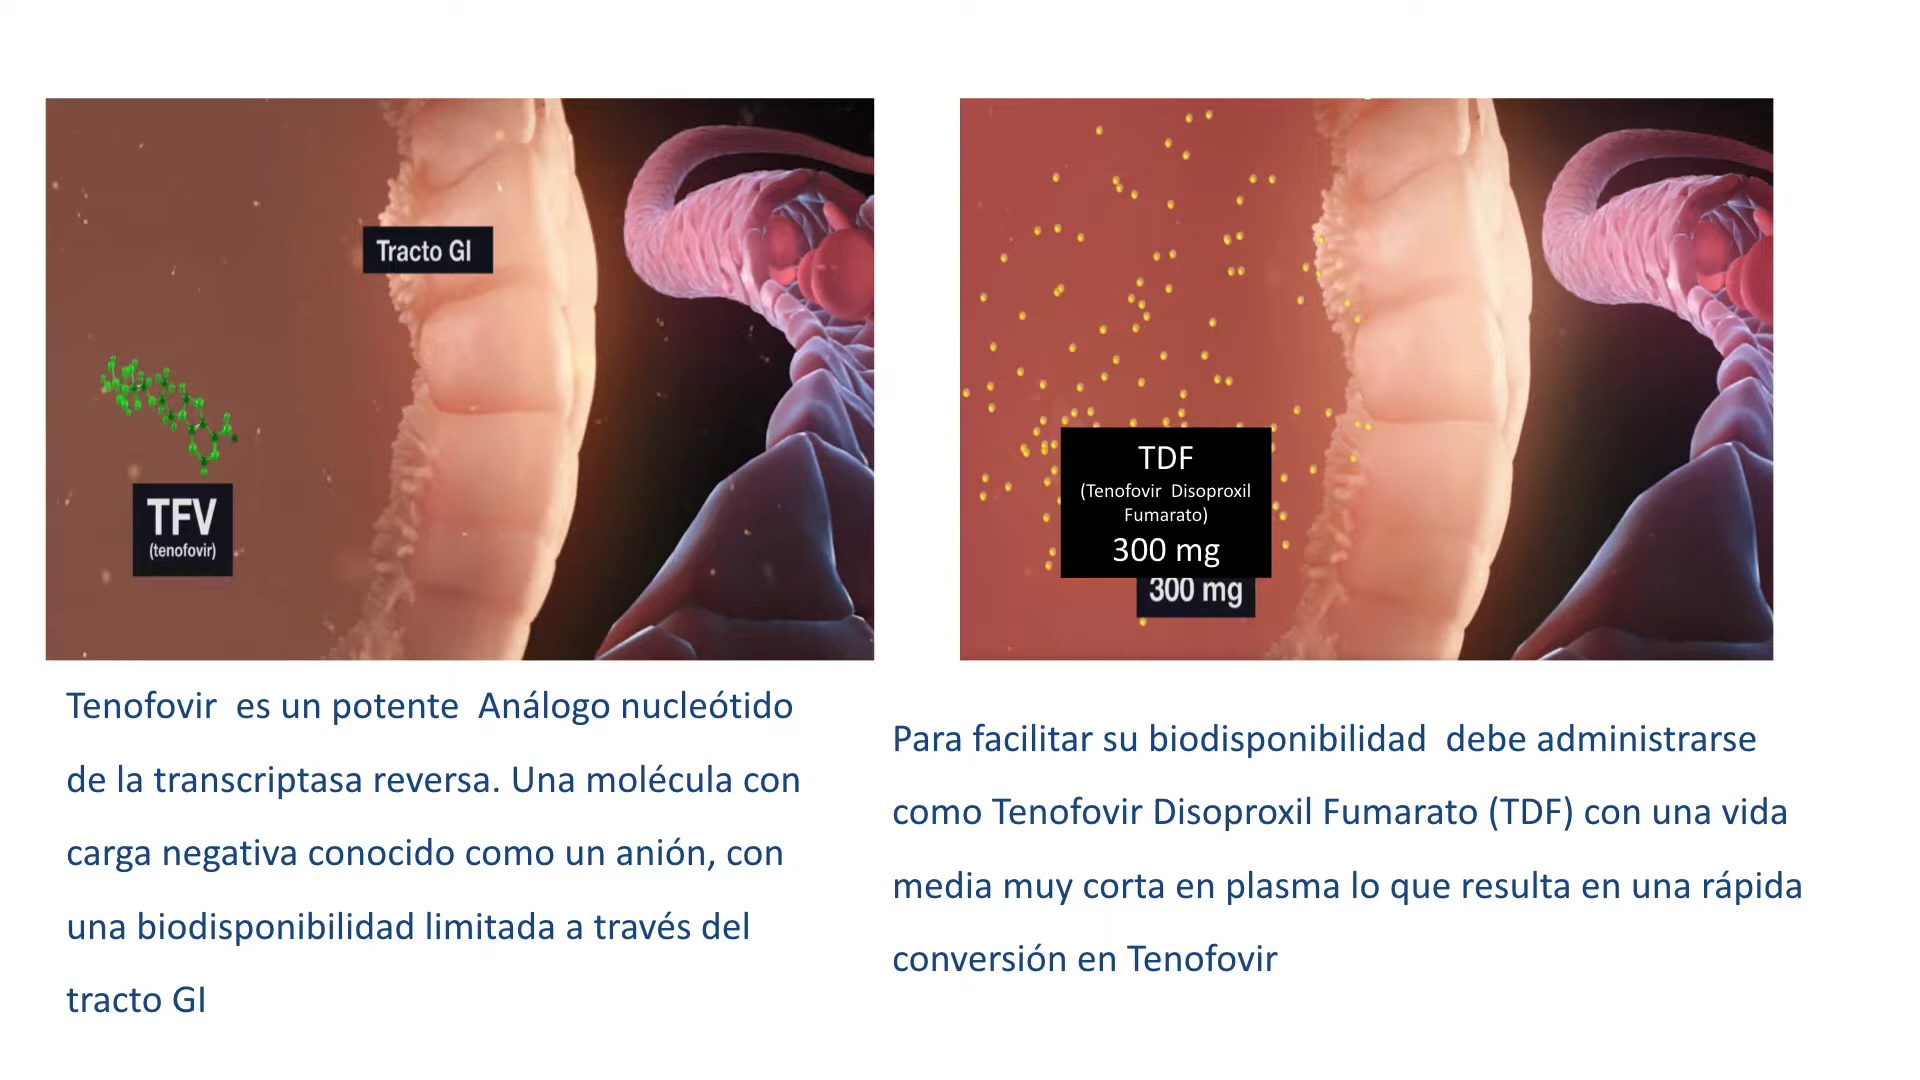 Tracto GI
TFV
(tenofovir)
TDF
(Tenofovir Disoproxil
Fumarato)
300 mg
300 mg
Tenofovir es un potente Análogo nucleótido
de la transcriptasa reversa. Una molécula con
carga negativa conocido como un anión, con
una biodisponibilidad limitada a través del
tracto GI
Para facilitar su biodisponibilidad debe administrarse
como Tenofovir Disoproxil Fumarato (TDF) con una vida
media muy corta en plasma lo que resulta en una rápida
conversión en Tenofovir